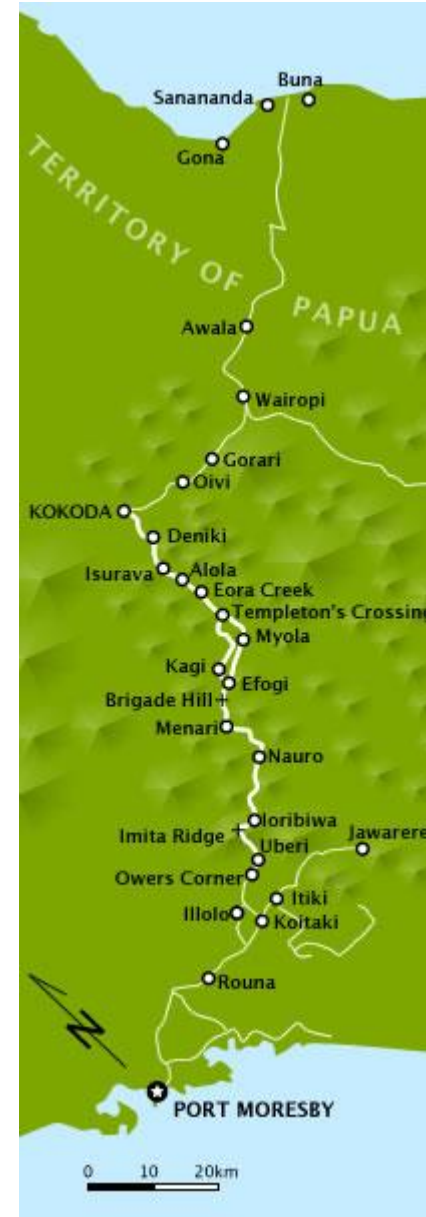 Buna
Sanananda
Gona
TERRITORY OF PAPUA
Awala
Wairopi
Gorari
Oivi
KOKODA
Deniki
Isurava
Alola
Eora Creek
Templeton's Crossing
Myola
Kagi
Efogi
Brigade Hill
Menari
Nauro
Ioribiwa
Imita Ridge
Jawarere
Uberi
Owers Corner
Itiki
Illolo
Koitaki
Rouna
N
PORT MORESBY
0 10 20km